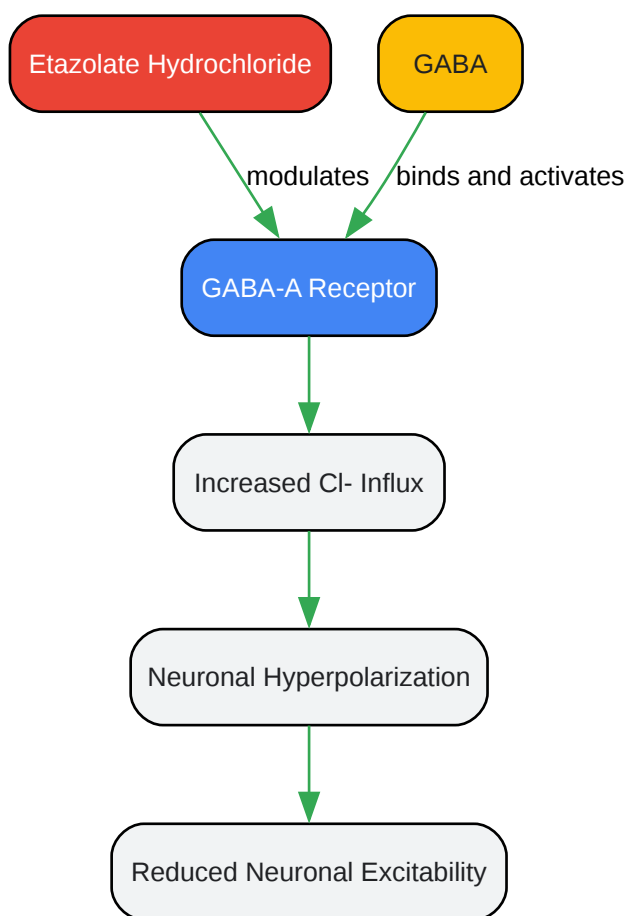 Etazolate Hydrochloride
GABA
modulates
binds and activates
GABA-A Receptor
Increased Cl- Influx
Neuronal Hyperpolarization
Reduced Neuronal Excitability